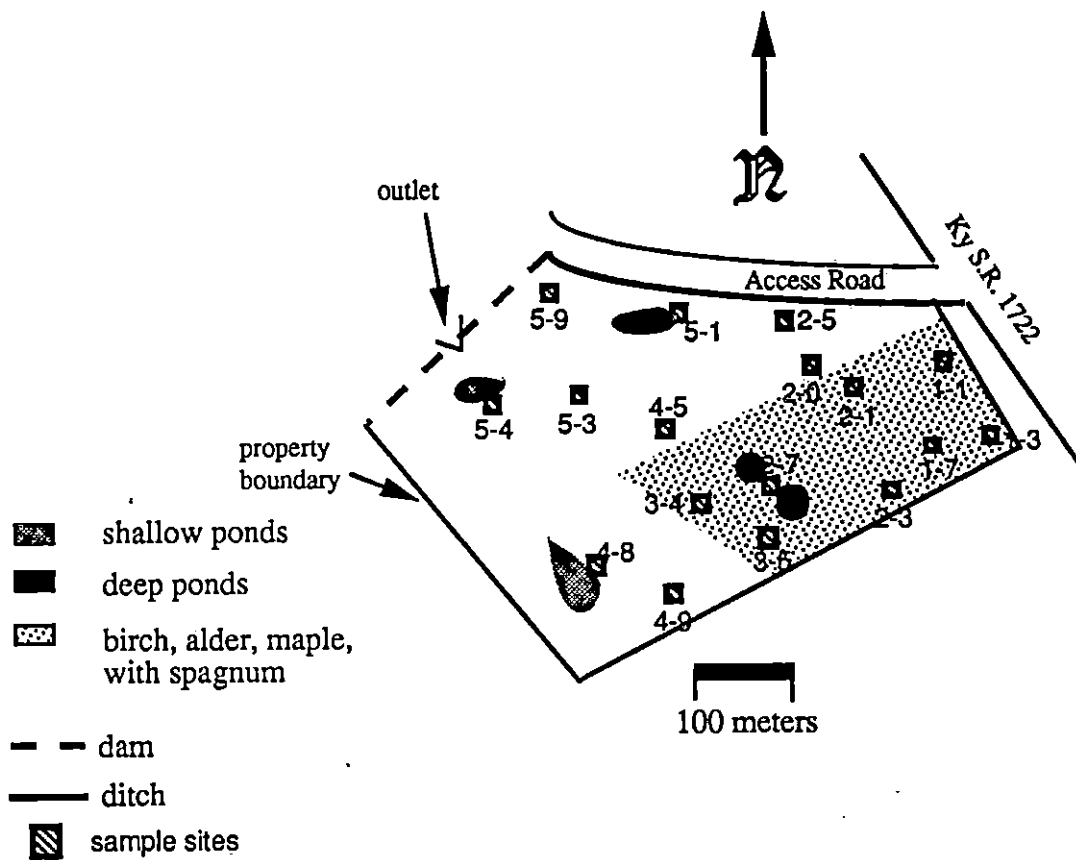 N
outlet
Ky S.R. 1722
Access Road
5-9
5-1
2-5
2-0
2-1
1-1
5-4
5-3
4-5
1-3
1-7
property
boundary
3-4
2-3
shallow ponds
4-8
3-6
deep ponds
4-9
birch, alder, maple,
with spagnum
100 meters
dam
ditch
sample sites